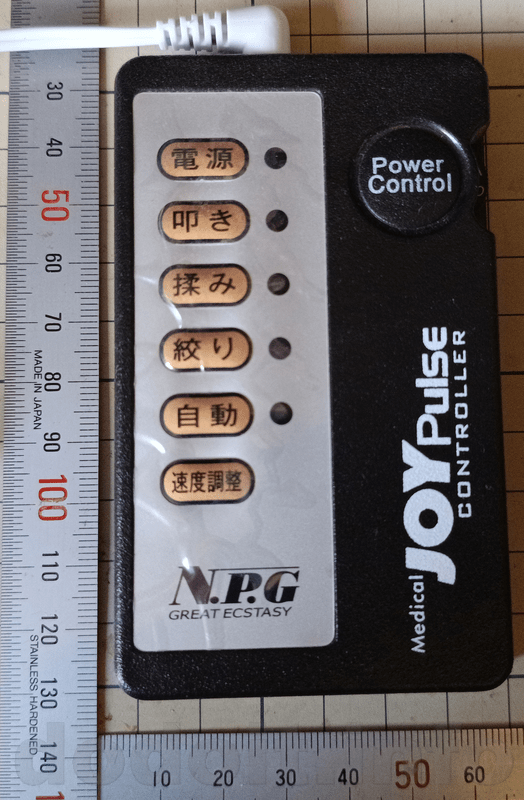 電源
叩き
揉み
絞り
自動
速度調整
N.P.G
GREAT ECSTASY
Power
Control
Medical JOY Pulse
CONTROLLER
30
40
50
60
70
80
90
100
110
120
130
140
MADE IN JAPAN
STAINLESS HARDENED
10
20
30
40
50
60